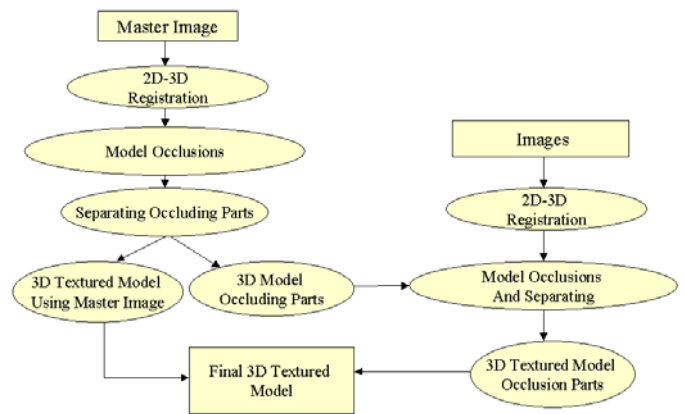 Master Image
2D-3D
Registration
Model Occlusions
Separating Occluding Parts
3D Textured Model
Using Master Image
3D Model
Occluding Parts
Images
2D-3D
Registration
Model Occlusions
And Separating
3D Textured Model
Occlusion Parts
Final 3D Textured
Model